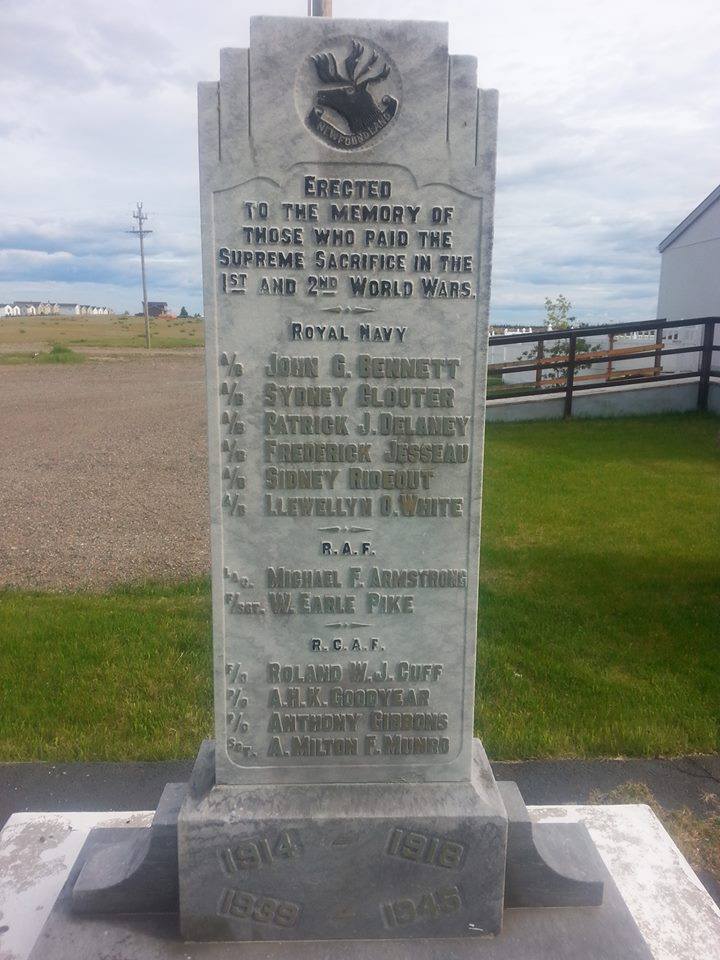 NEWFOUNDLAND
ERECTED
TO THE MEMORY OF
THOSE WHO PAID THE
SUPREME SACRIFICE IN THE
1ST AND 2ND WORLD WARS.
ROYAL NAVY
A/B JOHN G. BENNETT
A/B SYDNEY CLOUTER
A/B PATRICK J. DELANEY
A/B FREDERICK JESSEAU
A/B SIDNEY RIDEOUT
A/B LLEWELLYN O. WHITE
R.A.F.
LAC. MICHAEL F. ARMSTRONG
F/SGT. W. EARLE PIKE
R.C.A.F.
F/O ROLAND W. J. CUFF
P/O A.H.K. GOODYEAR
P/O ANTHONY GIBBONS
SGT. A. MILTON F. MUNRO
1914 - 1918
1939 - 1945